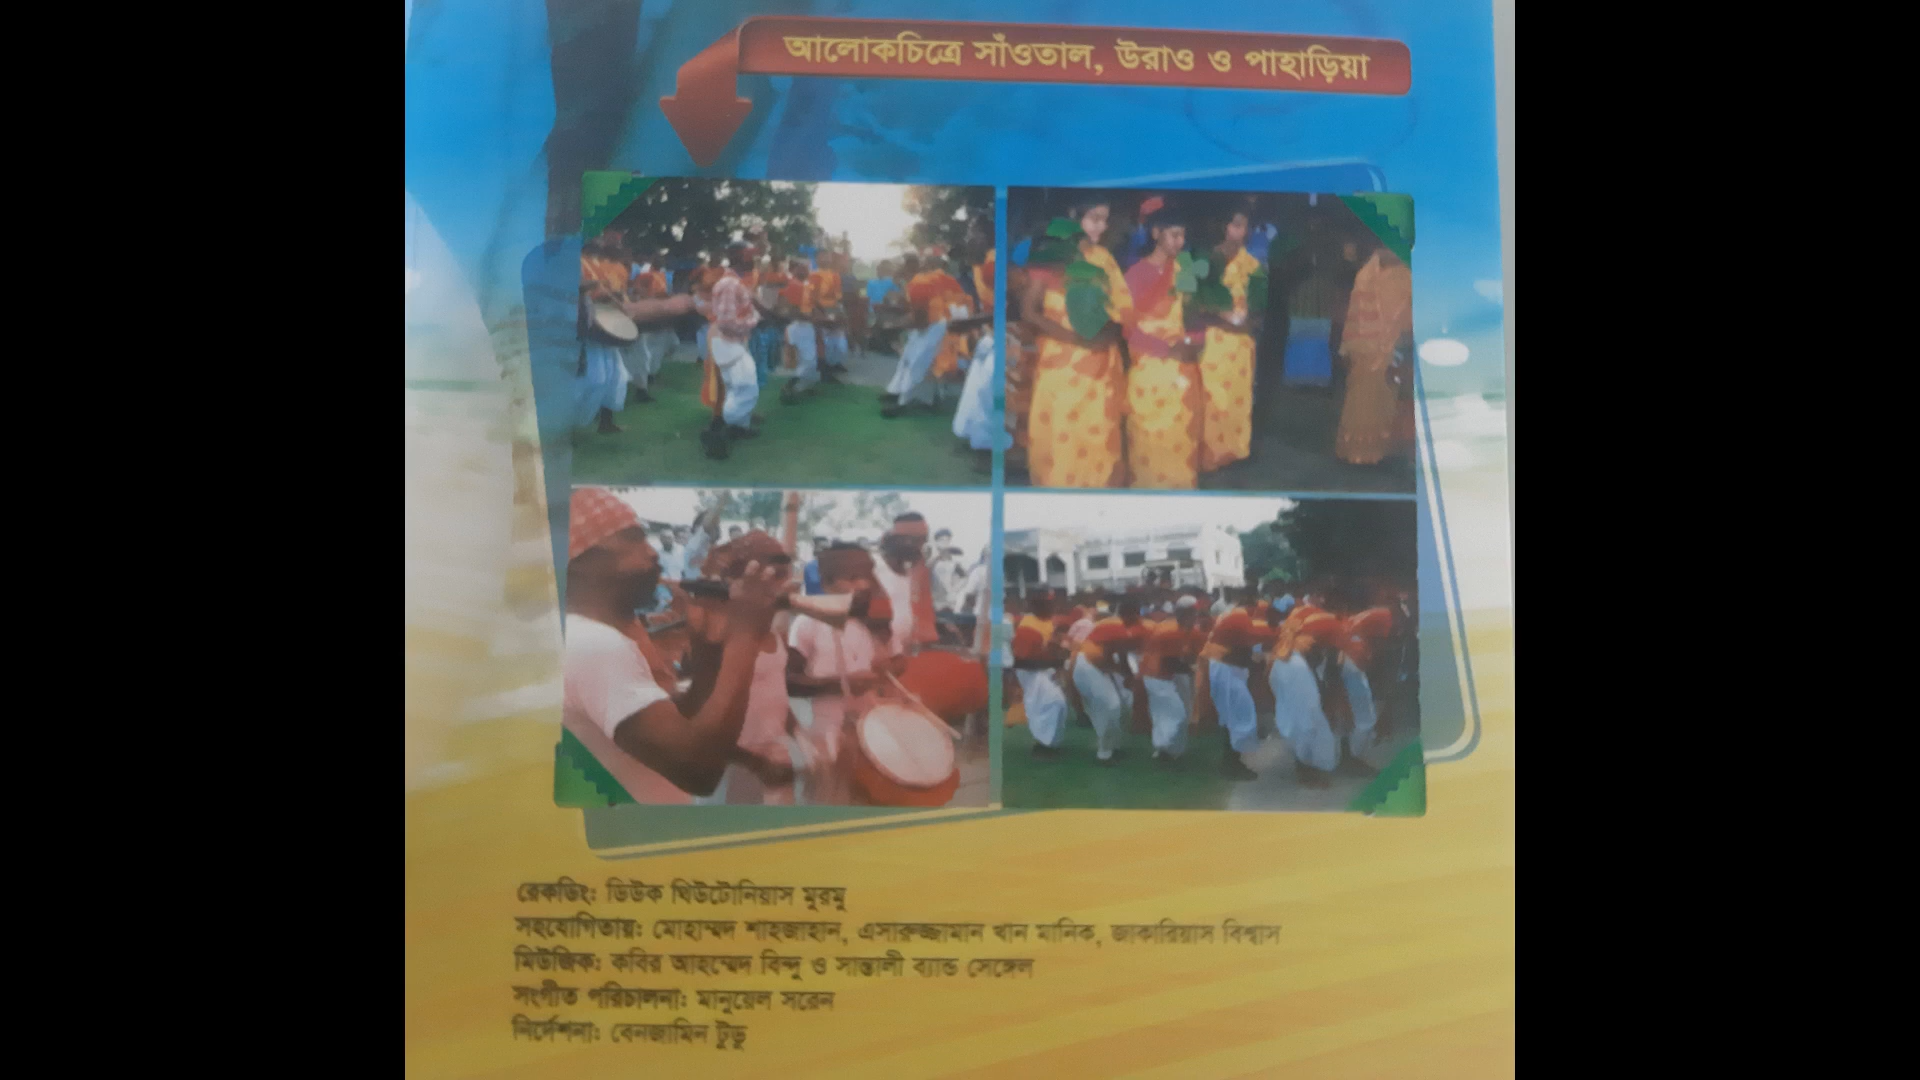 আলোকচিত্রে সাঁওতাল, উরাও ও পাহাড়িয়া
রেকডিং: ডিউক থিউটোনিয়াস মুরমু
সহযোগিতায়: মোহাম্মদ শাহজাহান, এসারুজ্জামান খান মানিক, জাকারিয়াস বিশ্বাস
মিউজিক: কবির আহম্মেদ বিন্দু ও সান্তালী ব্যান্ড সেঙ্গেল
সংগীত পরিচালনা: মানুয়েল সরেন
নির্দেশনা: বেনজামিন টুডু